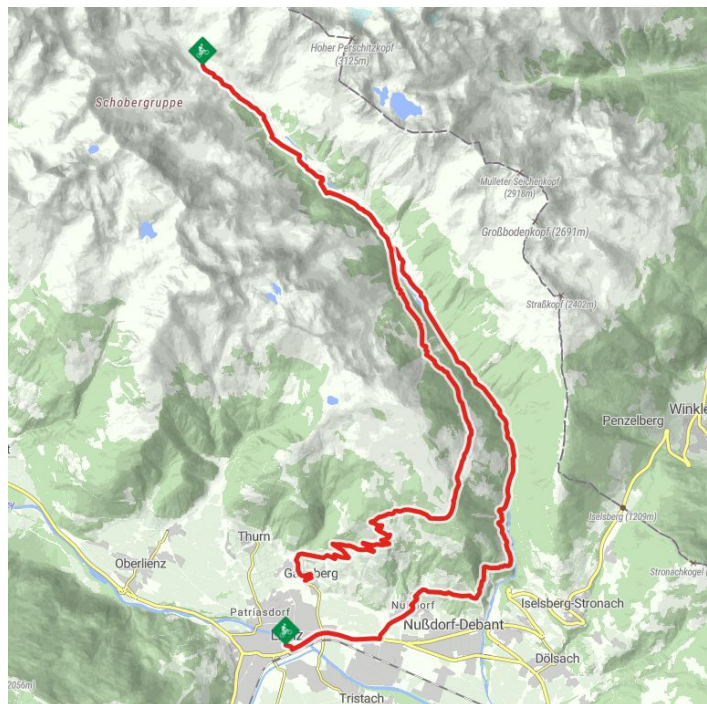 Hoher Perschitzkopf
(3125m)
Schobergruppe
Mulleter Seichenkopf
(2918m)
Großbodenkopf (2691m)
Straßkopf (2402m)
Penzelberg
Iselsberg (1209m)
Thurn
Oberlienz
Stronachkogel
Patriasdorf
Iselsberg-Stronach
Nußdorf-Debant
Dölsach
2056m)
Tristach